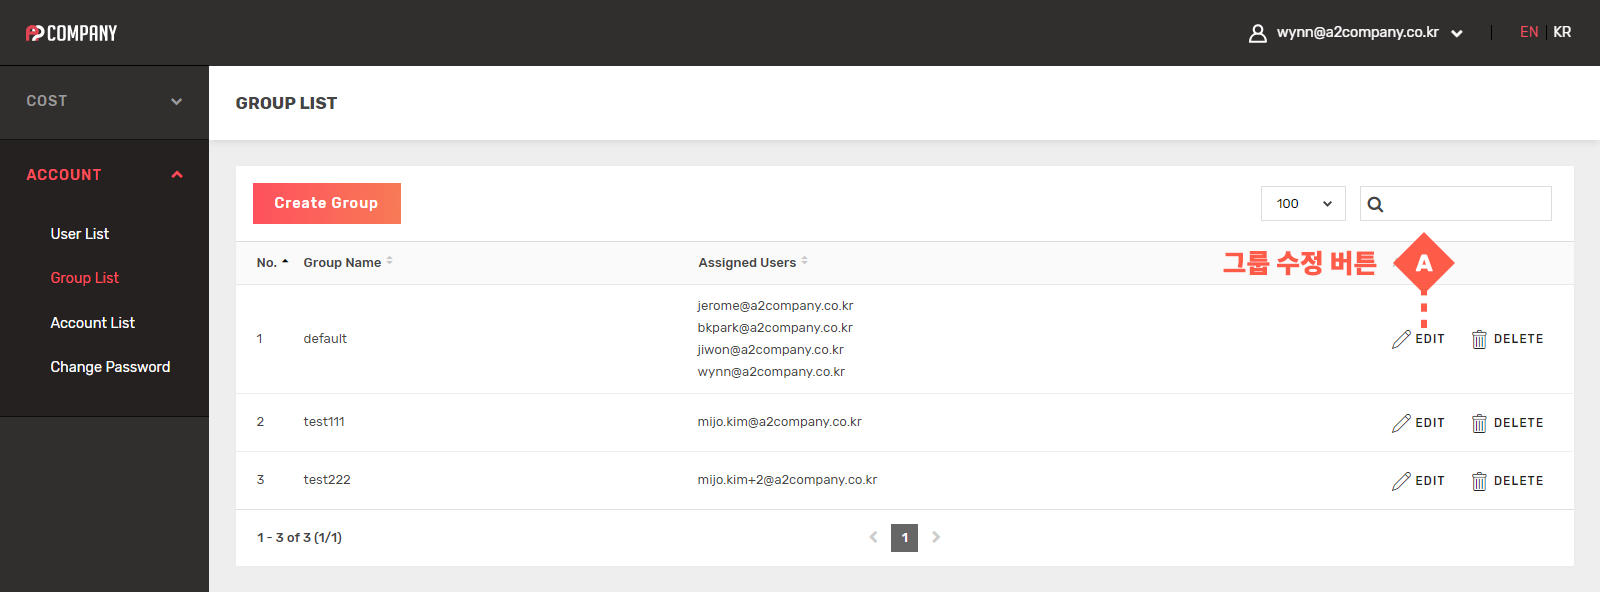 A2 COMPANY
wynn@a2company.co.kr
EN KR
COST
ACCOUNT
User List
Group List
Account List
Change Password
GROUP LIST
Create Group
100
No. Group Name Assigned Users
그룹 수정 버튼 A
1 default
jerome@a2company.co.kr
bkpark@a2company.co.kr
jiwon@a2company.co.kr
wynn@a2company.co.kr
EDIT DELETE
2 test111 mijo.kim@a2company.co.kr EDIT DELETE
3 test222 mijo.kim+2@a2company.co.kr EDIT DELETE
1 - 3 of 3 (1/1)
1